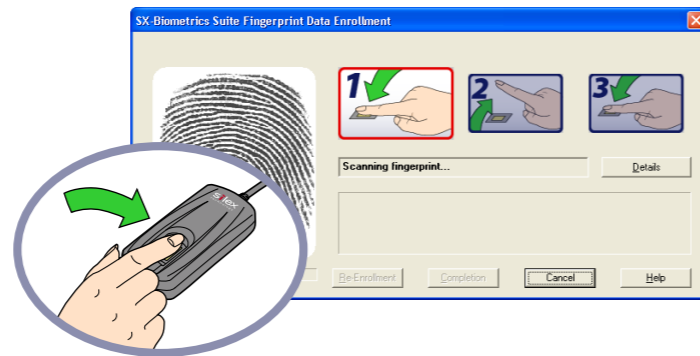 SX-Biometrics Suite Fingerprint Data Enrollment
1 2 3
Scanning fingerprint...
Details
silex
Re-Enrollment Completion Cancel Help